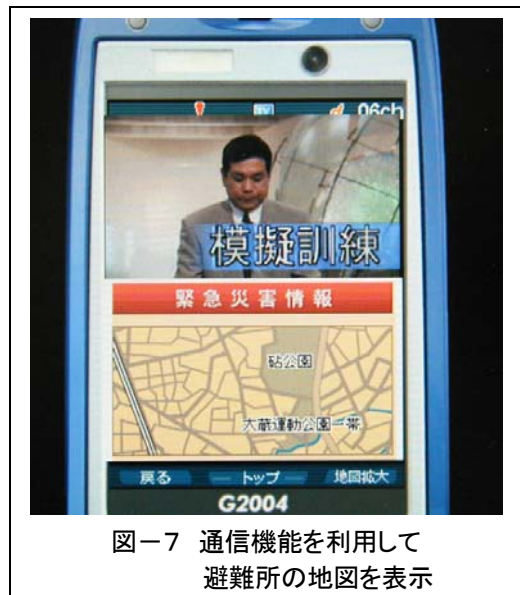 TV
06ch
模擬訓練
緊急災害情報
砧公園
大蔵運動公園一帯
戻る
トップ
地図拡大
G2004
図－7 通信機能を利用して
避難所の地図を表示